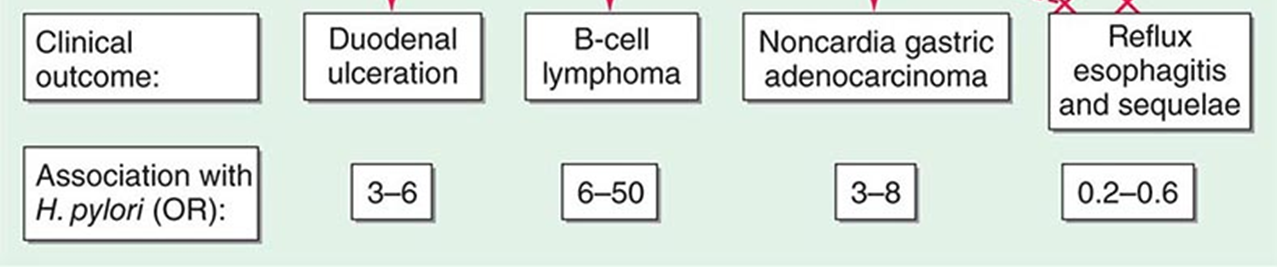 Clinical
outcome:
Duodenal
ulceration
B-cell
lymphoma
Noncardia gastric
adenocarcinoma
Reflux
esophagitis
and sequelae
Association with
H. pylori (OR):
3–6
6–50
3–8
0.2–0.6